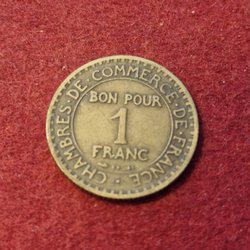 CHAMBRES·DE·COMMERCE·DE·FRANCE·
BON POUR
1
FRANC